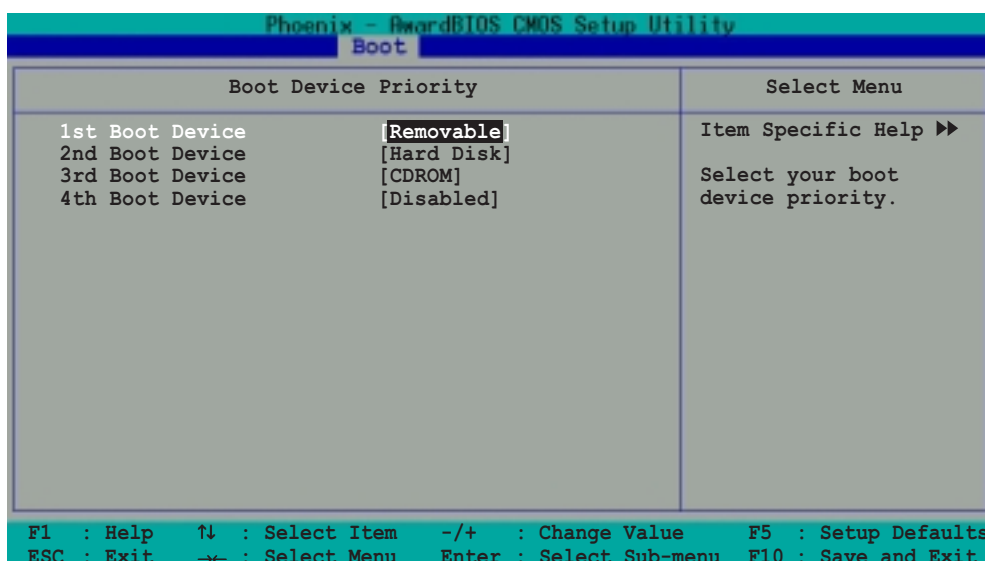 Phoenix - AwardBIOS CMOS Setup Utility
Boot
Boot Device Priority
Select Menu
1st Boot Device [Removable]
2nd Boot Device [Hard Disk]
3rd Boot Device [CDROM]
4th Boot Device [Disabled]
Item Specific Help ▶▶
Select your boot
device priority.
F1 : Help ↑↓ : Select Item -/+ : Change Value F5 : Setup Defaults
ESC : Exit →← : Select Menu Enter : Select Sub-menu F10 : Save and Exit